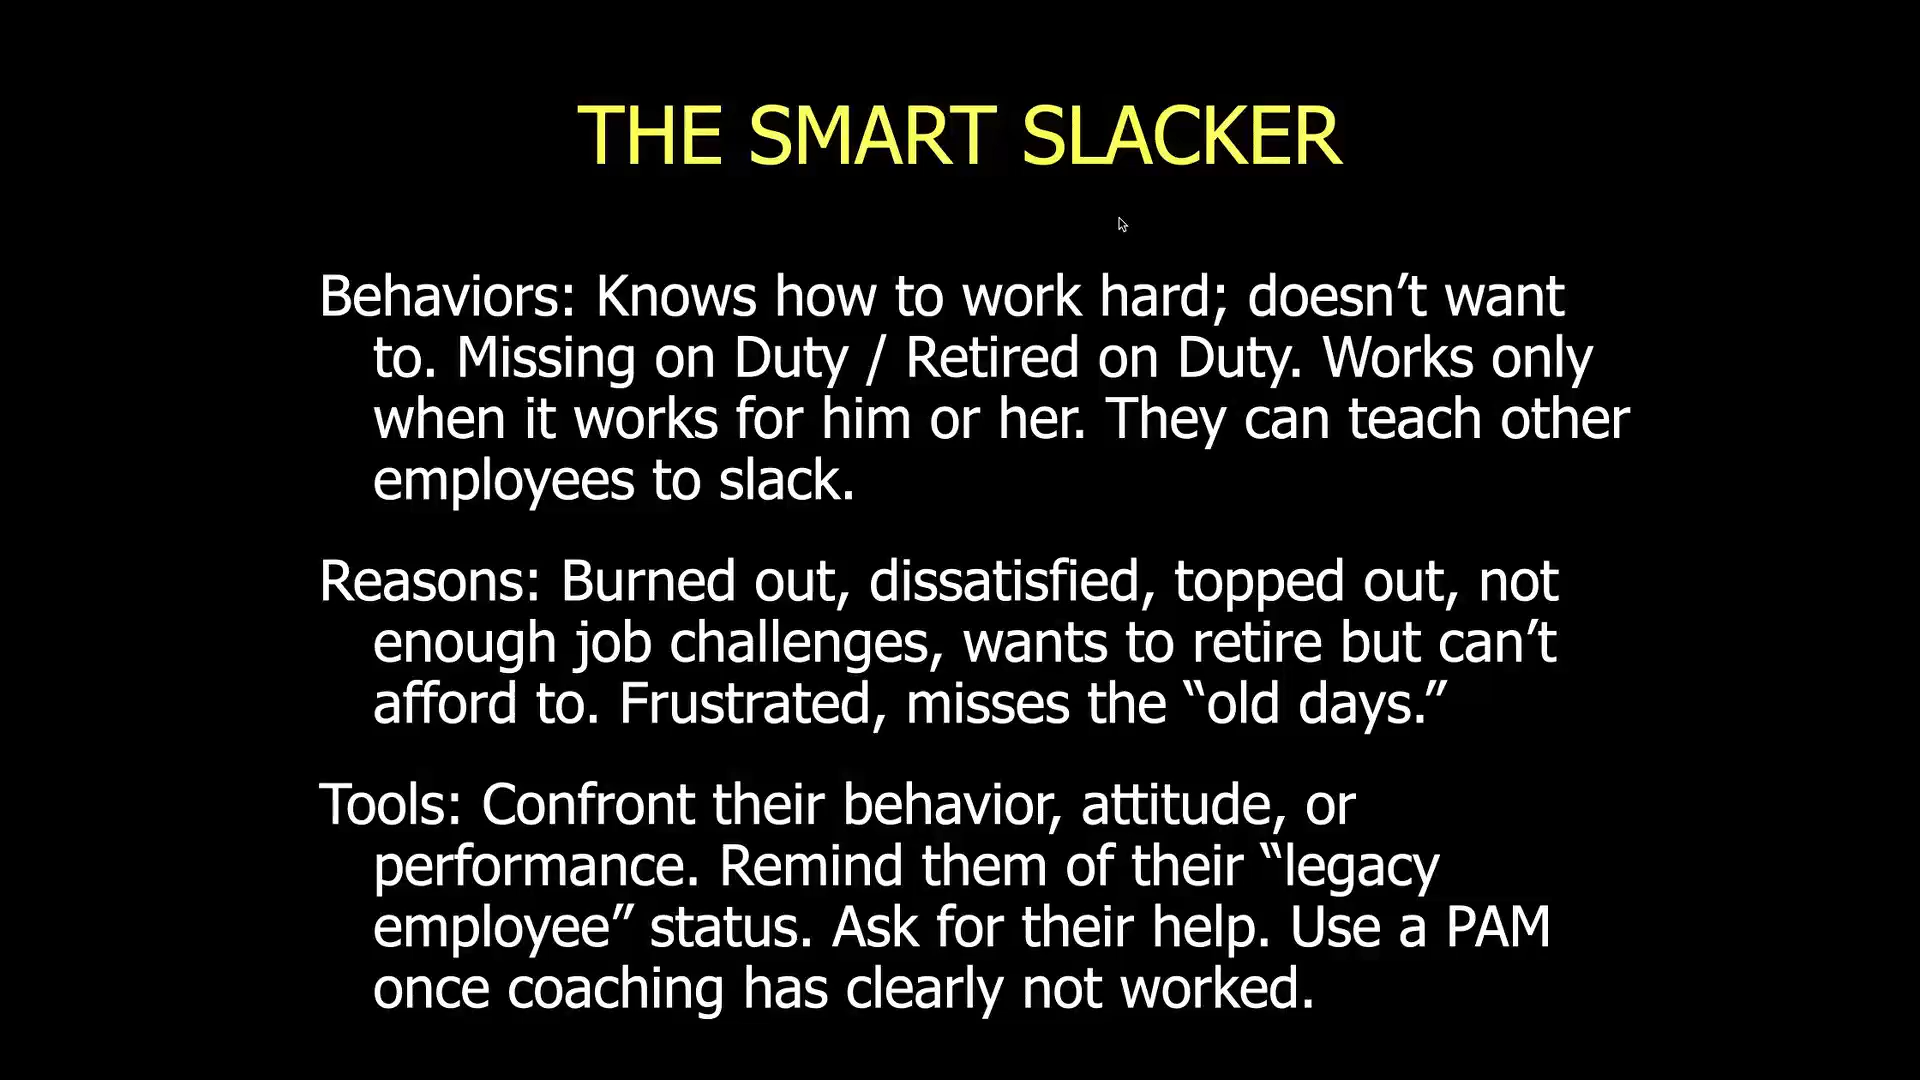 THE SMART SLACKER
Behaviors: Knows how to work hard; doesn’t want
to. Missing on Duty / Retired on Duty. Works only
when it works for him or her. They can teach other
employees to slack.
Reasons: Burned out, dissatisfied, topped out, not
enough job challenges, wants to retire but can’t
afford to. Frustrated, misses the “old days.”
Tools: Confront their behavior, attitude, or
performance. Remind them of their “legacy
employee” status. Ask for their help. Use a PAM
once coaching has clearly not worked.